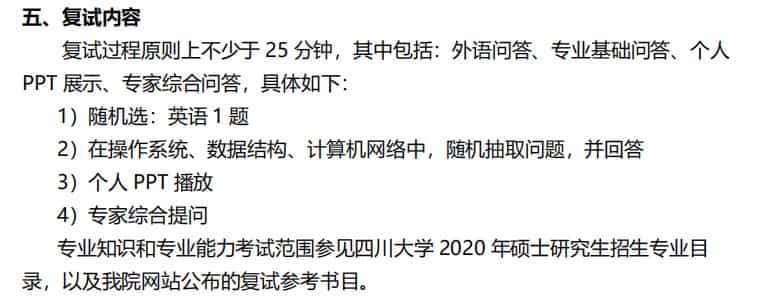 五、复试内容
复试过程原则上不少于 25 分钟，其中包括：外语问答、专业基础问答、个人
PPT 展示、专家综合问答，具体如下：
1）随机选：英语 1 题
2）在操作系统、数据结构、计算机网络中，随机抽取问题，并回答
3）个人 PPT 播放
4）专家综合提问
专业知识和专业能力考试范围参见四川大学 2020 年硕士研究生招生专业目
录，以及我院网站公布的复试参考书目。